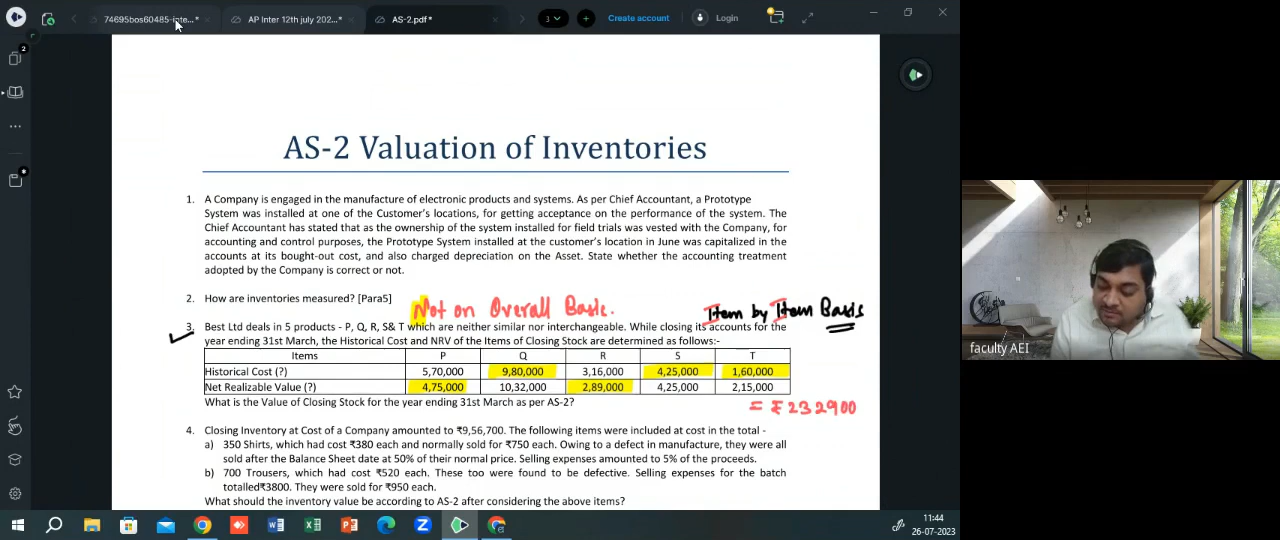 74695bos60485-inte...*
AP Inter 12th july 202...*
AS-2.pdf*
3
Create account
Login
2
AS-2 Valuation of Inventories
1. A Company is engaged in the manufacture of electronic products and systems. As per Chief Accountant, a Prototype
System was installed at one of the Customer's locations, for getting acceptance on the performance of the system. The
Chief Accountant has stated that as the ownership of the system installed for field trials was vested with the Company, for
accounting and control purposes, the Prototype System installed at the customer's location in June was capitalized in the
accounts at its bought-out cost, and also charged depreciation on the Asset. State whether the accounting treatment
adopted by the Company is correct or not.
2. How are inventories measured? [Para5]
Not on Overall Basis.
Item by Item Basis
3. Best Ltd deals in 5 products - P, Q, R, S& T which are neither similar nor interchangeable. While closing its accounts for the
year ending 31st March, the Historical Cost and NRV of the Items of Closing Stock are determined as follows:-
Items P Q R S T
Historical Cost (?) 5,70,000 9,80,000 3,16,000 4,25,000 1,60,000
Net Realizable Value (?) 4,75,000 10,32,000 2,89,000 4,25,000 2,15,000
What is the Value of Closing Stock for the year ending 31st March as per AS-2?
= ₹232900
4. Closing Inventory at Cost of a Company amounted to ₹9,56,700. The following items were included at cost in the total -
a) 350 Shirts, which had cost ₹380 each and normally sold for ₹750 each. Owing to a defect in manufacture, they were all
sold after the Balance Sheet date at 50% of their normal price. Selling expenses amounted to 5% of the proceeds.
b) 700 Trousers, which had cost ₹520 each. These too were found to be defective. Selling expenses for the batch
totalled₹3800. They were sold for ₹950 each.
What should the inventory value be according to AS-2 after considering the above items?
faculty AEI
11:44
26-07-2023